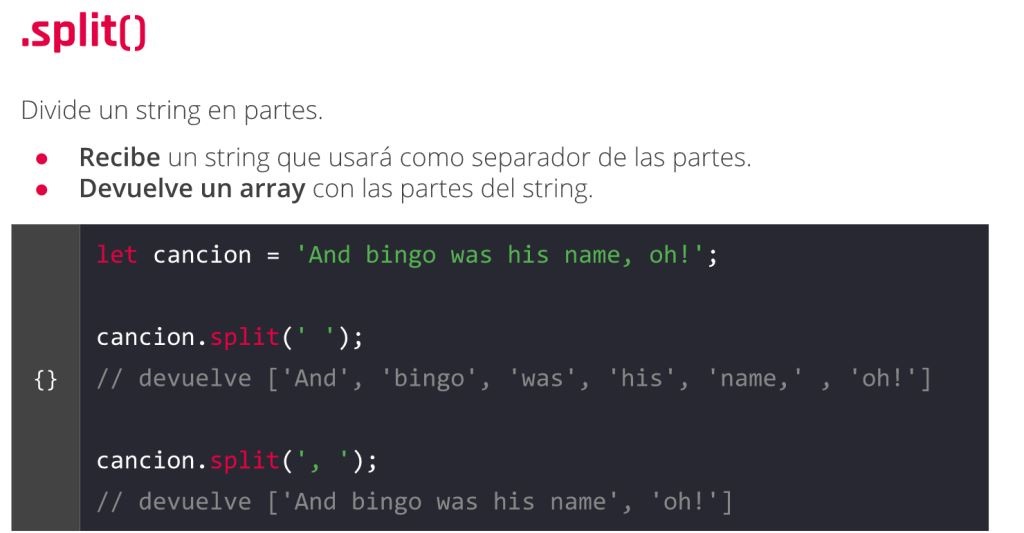 .split()
Divide un string en partes.
● Recibe un string que usará como separador de las partes.
● Devuelve un array con las partes del string.
let cancion = 'And bingo was his name, oh!';
cancion.split(' ');
{} // devuelve ['And', 'bingo', 'was', 'his', 'name,' , 'oh!']
cancion.split(', ');
// devuelve ['And bingo was his name', 'oh!']